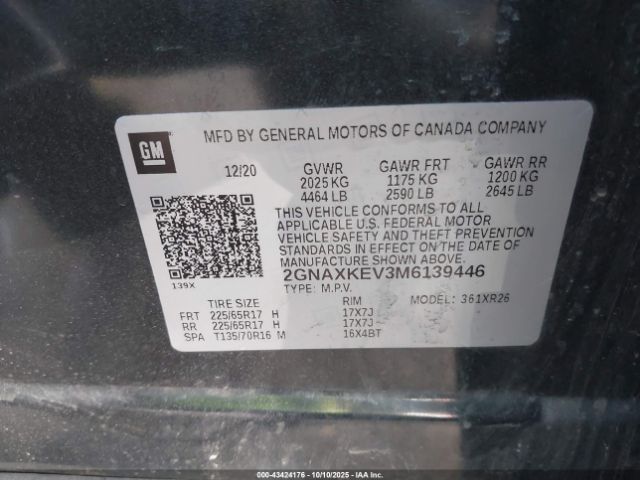 GM
MFD BY GENERAL MOTORS OF CANADA COMPANY
12/20 GVWR GAWR FRT GAWR RR
2025 KG 1175 KG 1200 KG
4464 LB 2590 LB 2645 LB
THIS VEHICLE CONFORMS TO ALL
APPLICABLE U.S. FEDERAL MOTOR
VEHICLE SAFETY AND THEFT PREVENTION
STANDARDS IN EFFECT ON THE DATE OF
MANUFACTURE SHOWN ABOVE.
139X
2GNAXKEV3M6139446
TYPE: M.P.V. MODEL: 361XR26
TIRE SIZE RIM
FRT 225/65R17 H 17X7J
RR 225/65R17 H 17X7J
SPA T135/70R16 M 16X4BT
000-43424176 - 10/10/2025 - IAAI.com